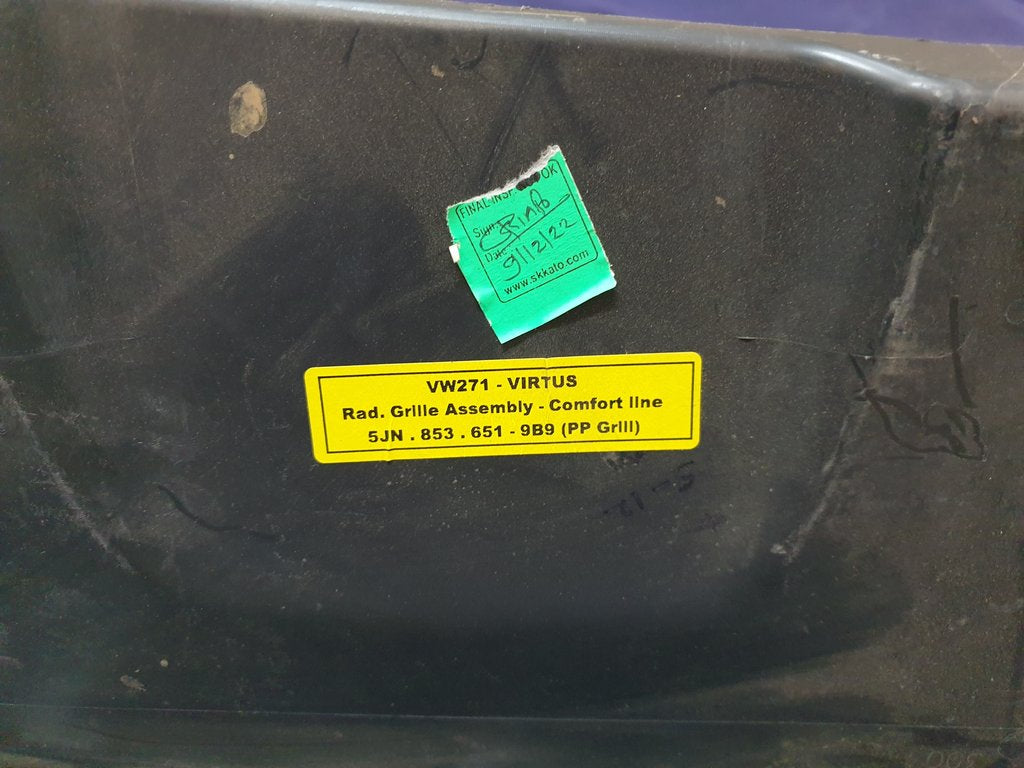 FINAL INSP. OK
Sign
Date 9/12/22
www.skkato.com
VW271 - VIRTUS
Rad. Grille Assembly - Comfort line
5JN . 853 . 651 - 9B9 (PP Grill)